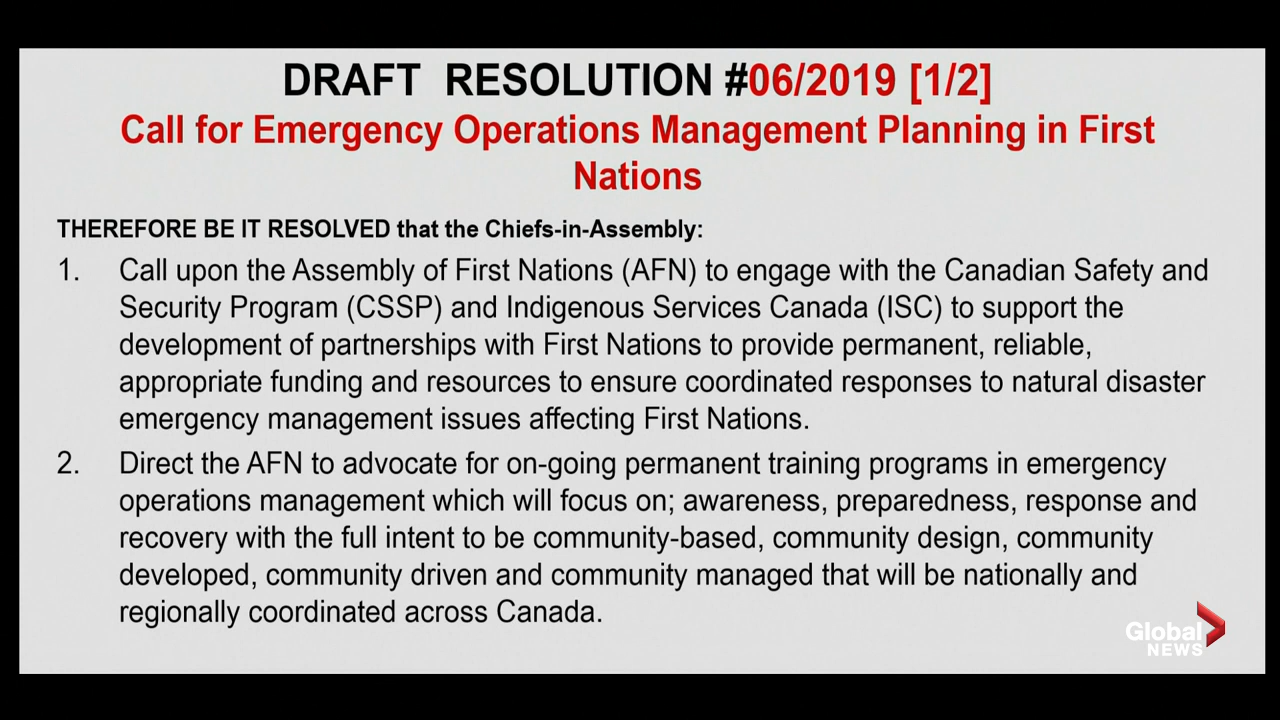 DRAFT RESOLUTION #06/2019 [1/2]
Call for Emergency Operations Management Planning in First
Nations
THEREFORE BE IT RESOLVED that the Chiefs-in-Assembly:
1. Call upon the Assembly of First Nations (AFN) to engage with the Canadian Safety and
Security Program (CSSP) and Indigenous Services Canada (ISC) to support the
development of partnerships with First Nations to provide permanent, reliable,
appropriate funding and resources to ensure coordinated responses to natural disaster
emergency management issues affecting First Nations.
2. Direct the AFN to advocate for on-going permanent training programs in emergency
operations management which will focus on; awareness, preparedness, response and
recovery with the full intent to be community-based, community design, community
developed, community driven and community managed that will be nationally and
regionally coordinated across Canada.
Global
NEWS